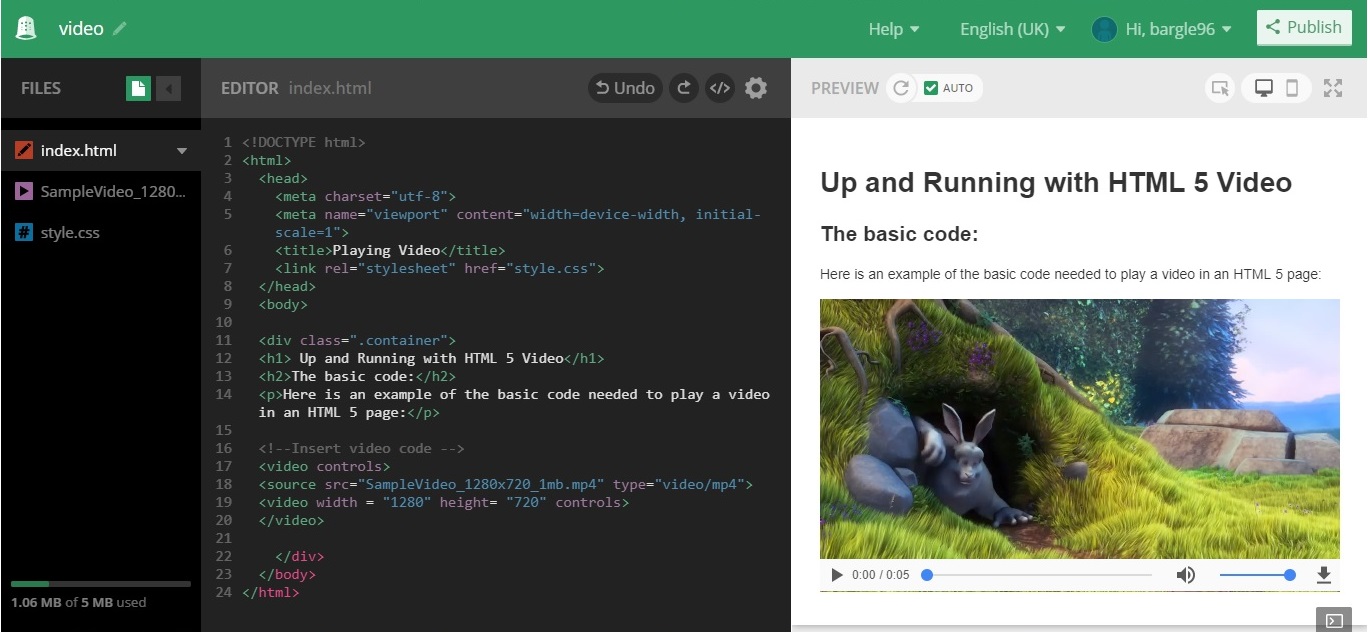 video
Help
English (UK)
Hi, bargle96
Publish
FILES
index.html
SampleVideo_1280...
style.css
1.06 MB of 5 MB used
EDITOR index.html
Undo
1 <!DOCTYPE html>
2 <html>
3 <head>
4 <meta charset="utf-8">
5 <meta name="viewport" content="width=device-width, initial-
scale=1">
6 <title>Playing Video</title>
7 <link rel="stylesheet" href="style.css">
8 </head>
9 <body>
10
11 <div class=".container">
12 <h1> Up and Running with HTML 5 Video</h1>
13 <h2>The basic code:</h2>
14 <p>Here is an example of the basic code needed to play a video
in an HTML 5 page:</p>
15
16 <!--Insert video code -->
17 <video controls>
18 <source src="SampleVideo_1280x720_1mb.mp4" type="video/mp4">
19 <video width = "1280" height= "720" controls>
20 </video>
21
22 </div>
23 </body>
24 </html>
PREVIEW
AUTO
Up and Running with HTML 5 Video
The basic code:
Here is an example of the basic code needed to play a video in an HTML 5 page:
0:00 / 0:05